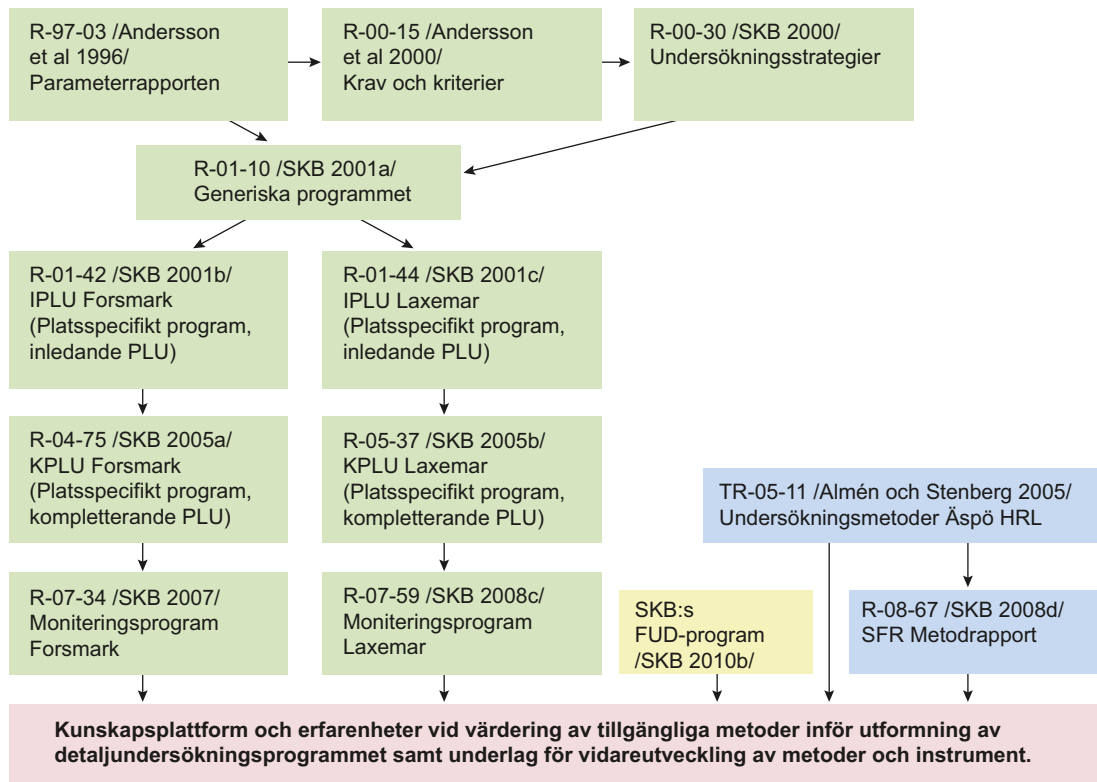 R-97-03 /Andersson
et al 1996/
Parameterrapporten
R-00-15 /Andersson
et al 2000/
Krav och kriterier
R-00-30 /SKB 2000/
Undersökningsstrategier
R-01-10 /SKB 2001a/
Generiska programmet
R-01-42 /SKB 2001b/
IPLU Forsmark
(Platsspecifikt program,
inledande PLU)
R-01-44 /SKB 2001c/
IPLU Laxemar
(Platsspecifikt program,
inledande PLU)
R-04-75 /SKB 2005a/
KPLU Forsmark
(Platsspecifikt program,
kompletterande PLU)
R-05-37 /SKB 2005b/
KPLU Laxemar
(Platsspecifikt program,
kompletterande PLU)
TR-05-11 /Almén och Stenberg 2005/
Undersökningsmetoder Äspö HRL
R-07-34 /SKB 2007/
Moniteringsprogram
Forsmark
R-07-59 /SKB 2008c/
Moniteringsprogram
Laxemar
SKB:s
FUD-program
/SKB 2010b/
R-08-67 /SKB 2008d/
SFR Metodrapport
Kunskapsplattform och erfarenheter vid värdering av tillgängliga metoder inför utformning av
detaljundersökningsprogrammet samt underlag för vidareutveckling av metoder och instrument.